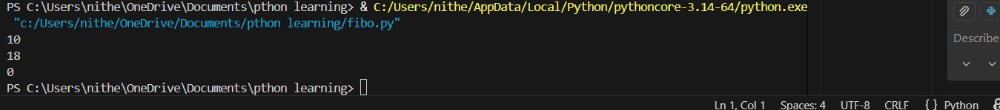 PS C:\Users\nithe\OneDrive\Documents\pthon learning> & C:/Users/nithe/AppData/Local/Python/pythoncore-3.14-64/python.exe
"c:/Users/nithe/OneDrive/Documents/pthon learning/fibo.py"
10
18
0
PS C:\Users\nithe\OneDrive\Documents\pthon learning>
Describe
Ln 1, Col 1 Spaces: 4 UTF-8 CRLF {} Python